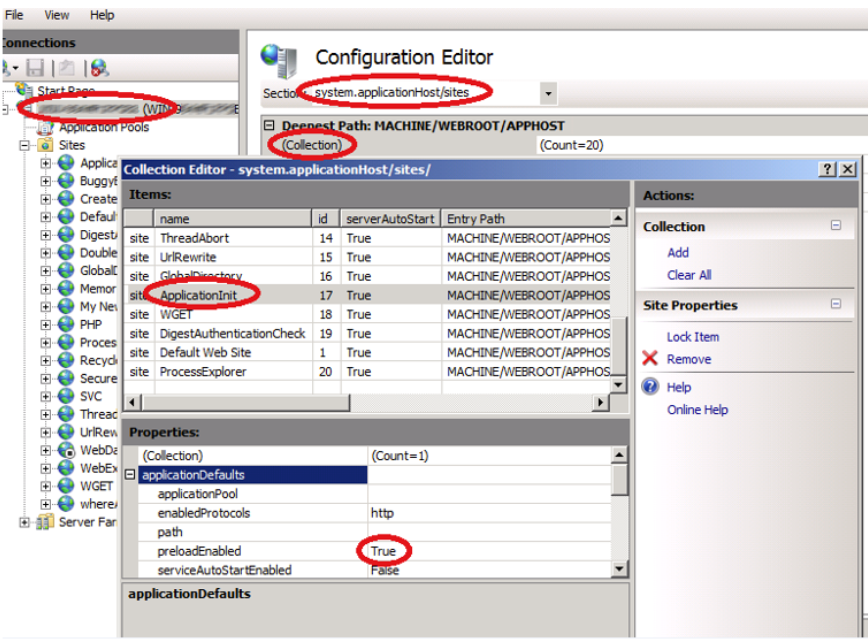 File View Help
Connections
Configuration Editor
Start Page
Section: system.applicationHost/sites
(WIN
Application Pools
Deepest Path: MACHINE/WEBROOT/APPHOST
Sites
(Collection) (Count=20)
Applica
Collection Editor - system.applicationHost/sites/
BuggyB
Items:
Actions:
Create
name id serverAutoStart Entry Path
Collection
Default
site ThreadAbort 14 True MACHINE/WEBROOT/APPHOS
Add
Digest
site UrlRewrite 15 True MACHINE/WEBROOT/APPHOS
Double
Clear All
site GlobalDirectory 16 True MACHINE/WEBROOT/APPHOS
Global
site ApplicationInit 17 True MACHINE/WEBROOT/APPHOS
Site Properties
Memor
site WGET 18 True MACHINE/WEBROOT/APPHOS
My Nev
site DigestAuthenticationCheck 19 True MACHINE/WEBROOT/APPHOS
Lock Item
PHP
site Default Web Site 1 True MACHINE/WEBROOT/APPHOS
Remove
Proces
site ProcessExplorer 20 True MACHINE/WEBROOT/APPHOS
Recycle
Help
Secure
Online Help
SVC
Thread
UrlRew
Properties:
WebDa
(Collection) (Count=1)
WebEx
applicationDefaults
WGET
applicationPool
where
enabledProtocols http
Server Far
path
preloadEnabled True
serviceAutoStartEnabled False
applicationDefaults